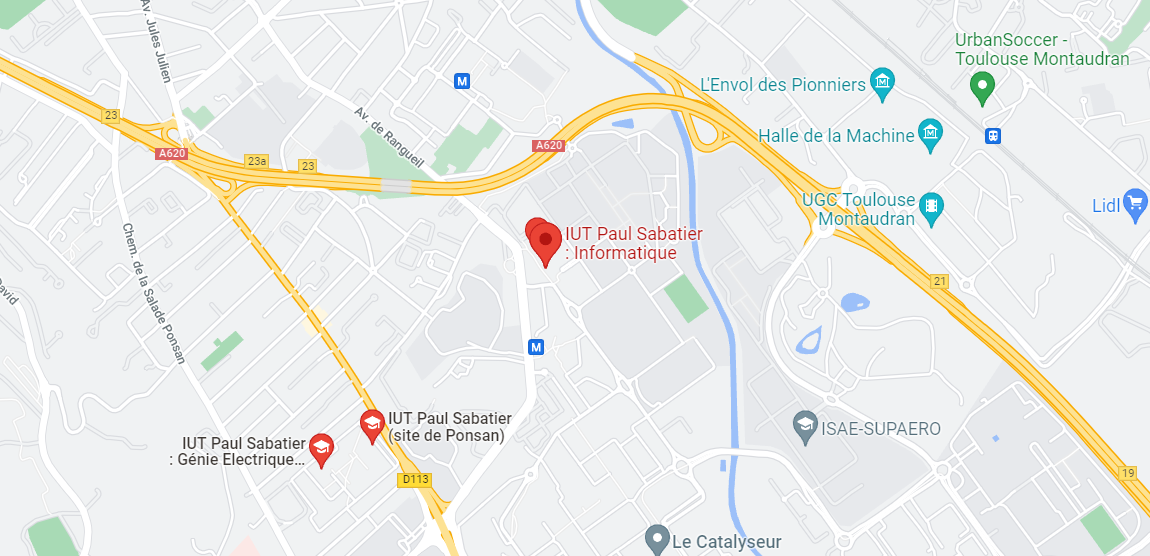 Av. Jules Julien
UrbanSoccer -
Toulouse Montaudran
M
L'Envol des Pionniers
23
Av. de Rangueil
Halle de la Machine
A620
A620
23a
23
UGC Toulouse
Montaudran
Lidl
IUT Paul Sabatier
: Informatique
Chem. de la Salade Ponsan
David
21
M
IUT Paul Sabatier
(site de Ponsan)
ISAE-SUPAERO
IUT Paul Sabatier
: Génie Electrique...
D113
19
Le Catalyseur